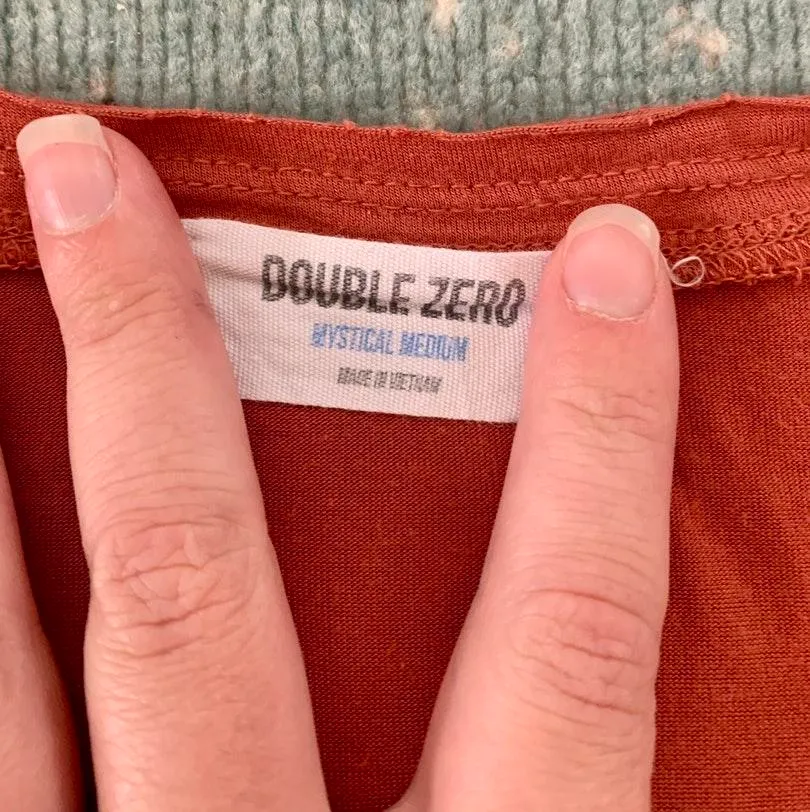 DOUBLE ZERO
MYSTICAL MEDIUM
MADE IN VIETNAM